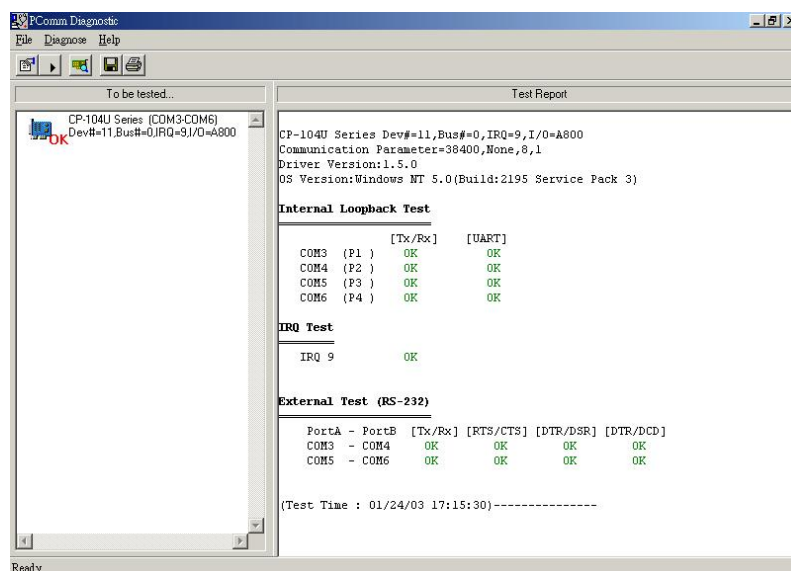 PComm Diagnostic
File Diagnose Help
To be tested...
Test Report
CP-104U Series (COM3-COM6)
Dev#=11,Bus#=0,IRQ=9,I/O=A800
OK
CP-104U Series Dev#=11,Bus#=0,IRQ=9,I/0=A800
Communication Parameter=38400,None,8,1
Driver Version:1.5.0
OS Version:Windows NT 5.0(Build:2195 Service Pack 3)
Internal Loopback Test
[Tx/Rx] [UART]
COM3 (P1 ) OK OK
COM4 (P2 ) OK OK
COM5 (P3 ) OK OK
COM6 (P4 ) OK OK
IRQ Test
IRQ 9 OK
External Test (RS-232)
PortA - PortB [Tx/Rx] [RTS/CTS] [DTR/DSR] [DTR/DCD]
COM3 - COM4 OK OK OK OK
COM5 - COM6 OK OK OK OK
(Test Time : 01/24/03 17:15:30)---------------
Ready